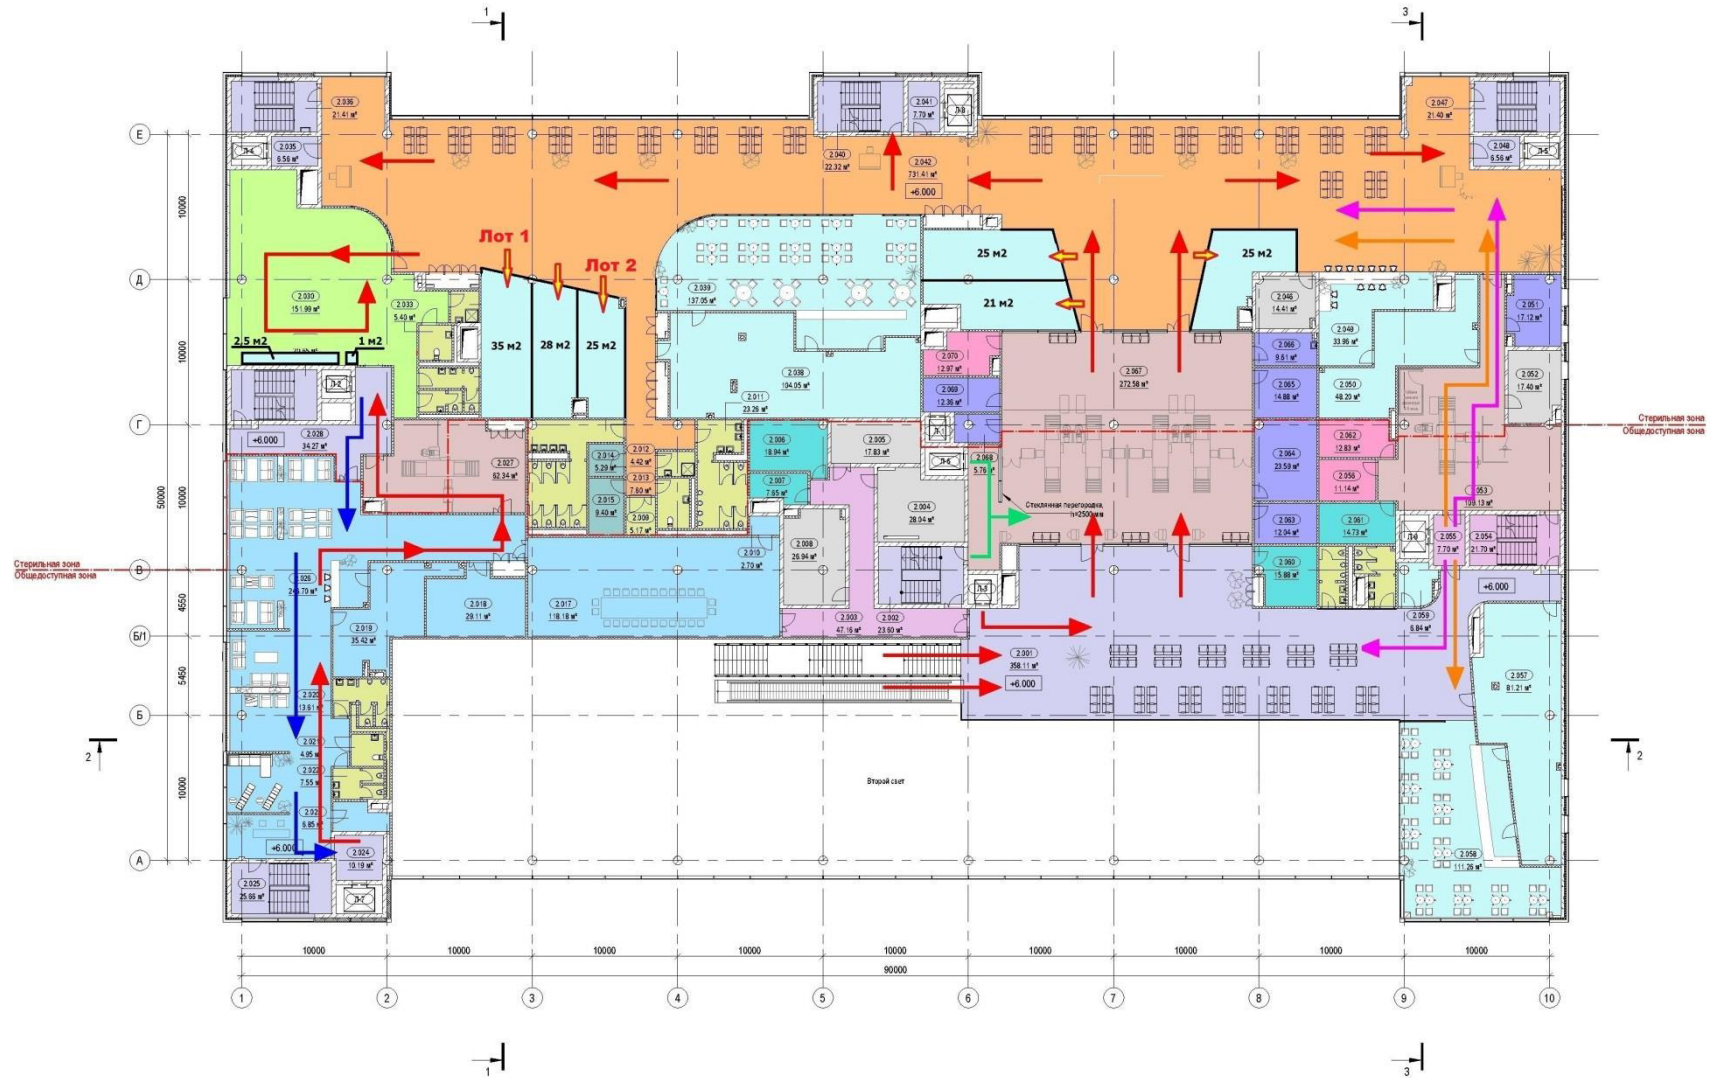 1
3
2.036
21.41 м²
2.041
7.70 м²
Л-8
2.047
21.40 м²
Е
2.035
6.56 м²
Л-4
2.040
22.32 м²
2.042
731.41 м²
+6.000
2.048
6.56 м²
Л-5
10000
Лот 1
Лот 2
25 м2
25 м2
Д
2.030
151.99 м²
2.033
5.40 м²
2.039
137.05 м²
21 м2
2.046
14.41 м²
2.051
17.12 м²
2.049
33.86 м²
2,5 м2
1 м2
35 м2
28 м2
25 м2
10000
2.070
12.97 м²
2.066
9.61 м²
2.052
17.40 м²
Л-2
2.038
104.05 м²
2.067
272.58 м²
2.069
12.36 м²
2.065
14.88 м²
2.050
48.20 м²
2.011
23.26 м²
Г
+6.000
2.028
34.27 м²
Л-1
Стерильная зона
Общедоступная зона
2.027
62.34 м²
2.014
5.29 м²
2.012
4.42 м²
2.013
7.60 м²
2.006
18.94 м²
2.005
17.83 м²
Л-6
2.068
5.76 м²
2.064
23.59 м²
2.062
12.83 м²
2.056
11.14 м²
2.007
7.65 м²
2.015
9.40 м²
2.009
5.17 м²
2.004
28.04 м²
Стеклянная перегородка,
h=2500 мм
2.053
50000
10000
2.063
12.04 м²
2.061
14.73 м²
Л-9
2.055
7.70 м²
2.054
21.70 м²
2.010
2.70 м²
2.008
26.94 м²
Стерильная зона
Общедоступная зона
В
2.026
2.060
15.88 м²
Л-3
+6.000
4550
2.018
29.11 м²
2.017
118.18 м²
2.003
47.16 м²
2.002
23.60 м²
2.059
6.84 м²
2.019
35.42 м²
Б/1
2.001
358.11 м²
+6.000
5450
2.057
81.21 м²
2.020
13.61 м²
Б
2
2
4.95 м²
2.022
7.55 м²
10000
Второй свет
6.85 м²
+6.000
2.024
10.19 м²
А
2.058
111.26 м²
2.025
25.66 м²
Л-7
10000 10000 10000 10000 10000 10000 10000 10000 10000
90000
1 2 3 4 5 6 7 8 9 10
1
3